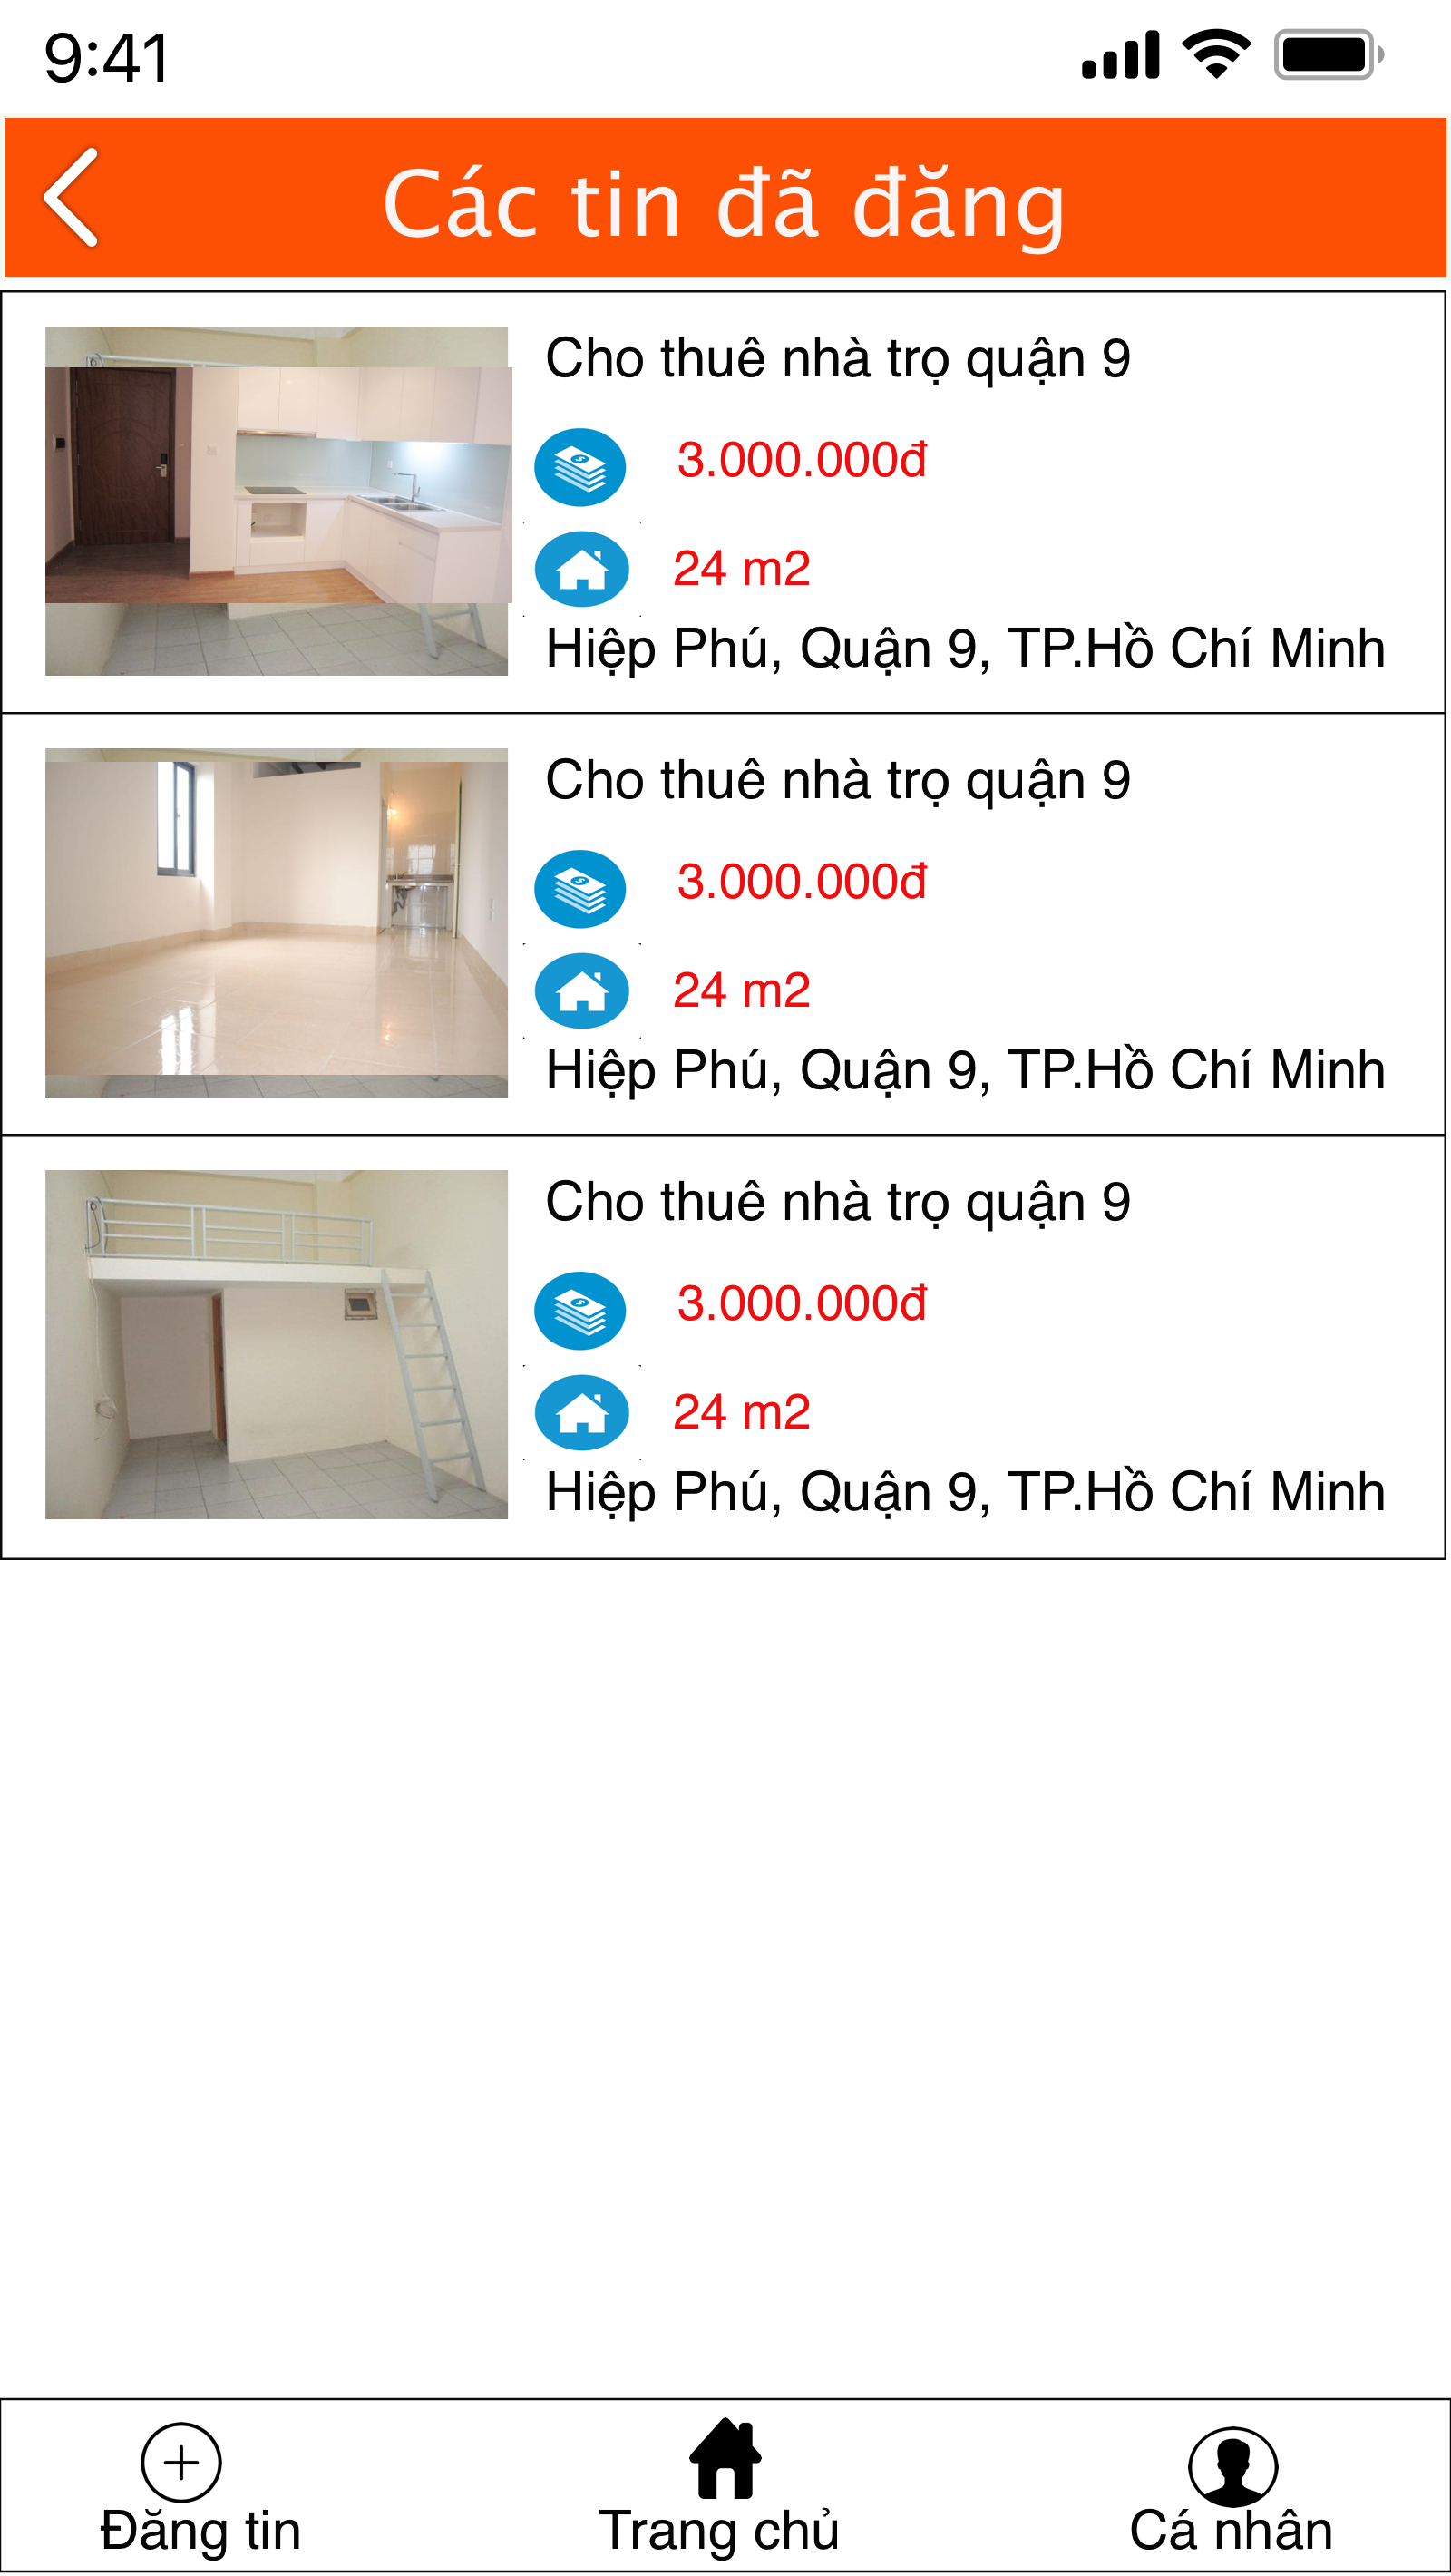 9:41
Các tin đã đăng
Cho thuê nhà trọ quận 9
3.000.000đ
24 m2
Hiệp Phú, Quận 9, TP.Hồ Chí Minh
Cho thuê nhà trọ quận 9
3.000.000đ
24 m2
Hiệp Phú, Quận 9, TP.Hồ Chí Minh
Cho thuê nhà trọ quận 9
3.000.000đ
24 m2
Hiệp Phú, Quận 9, TP.Hồ Chí Minh
Đăng tin
Trang chủ
Cá nhân